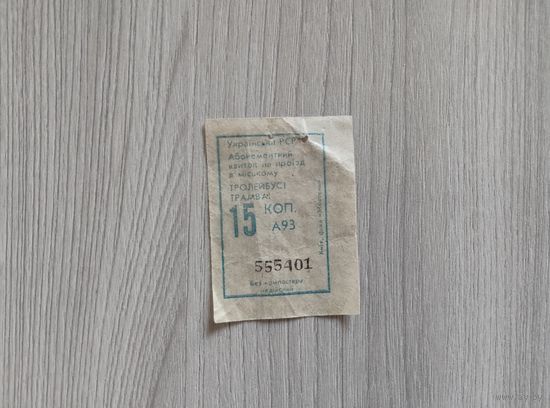 Українська РСР
Абонементний
квиток на проїзд
в міському
ТРОЛЕЙБУСІ
ТРАМВАЇ
15 КОП.
А93
555401
Без компостера
недійсний